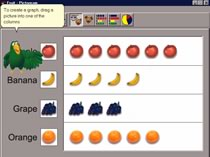 Fruit - Pictogram
To create a graph, drag a
picture into one of the
columns
Banana
Grape
Orange